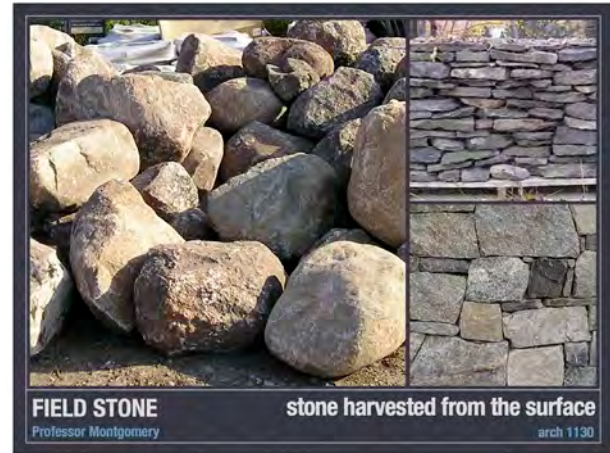 FIELD STONE
stone harvested from the surface
Professor Montgomery
arch 1130